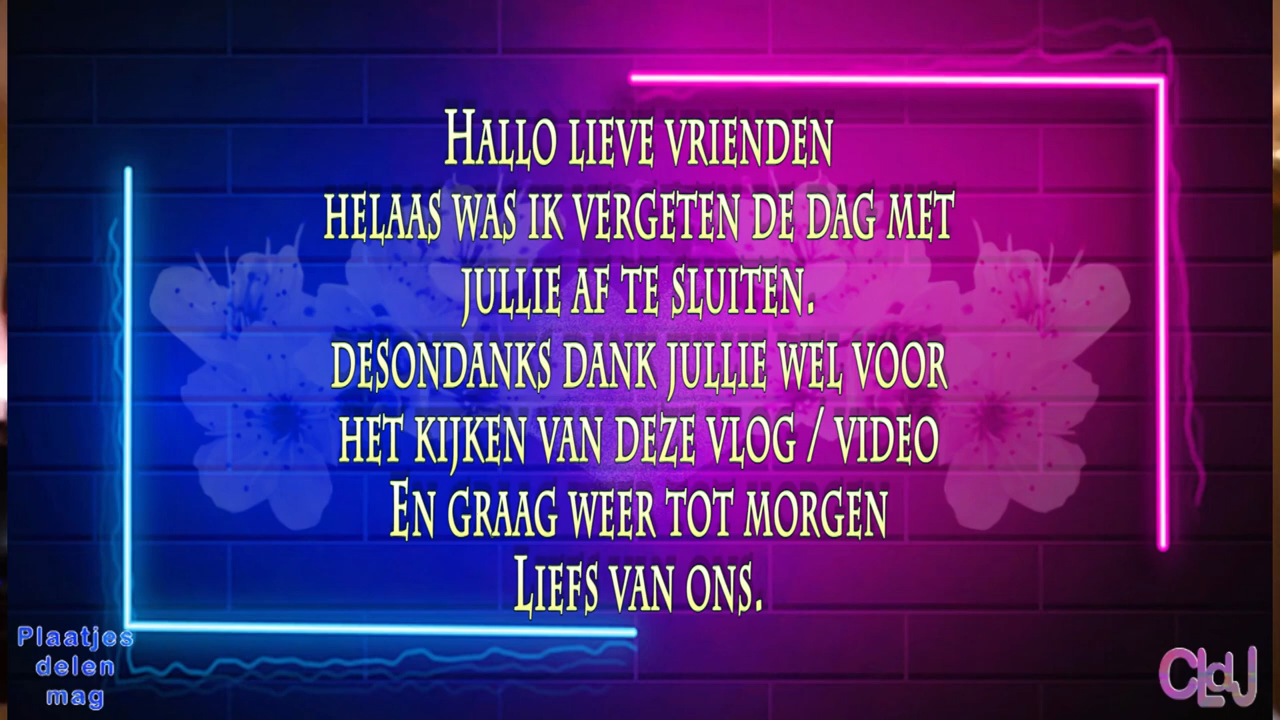 Hallo lieve vrienden
helaas was ik vergeten de dag met
jullie af te sluiten.
desondanks dank jullie wel voor
het kijken van deze vlog / video
En graag weer tot morgen
Liefs van ons.
Plaatjes
delen
mag
CLdJ